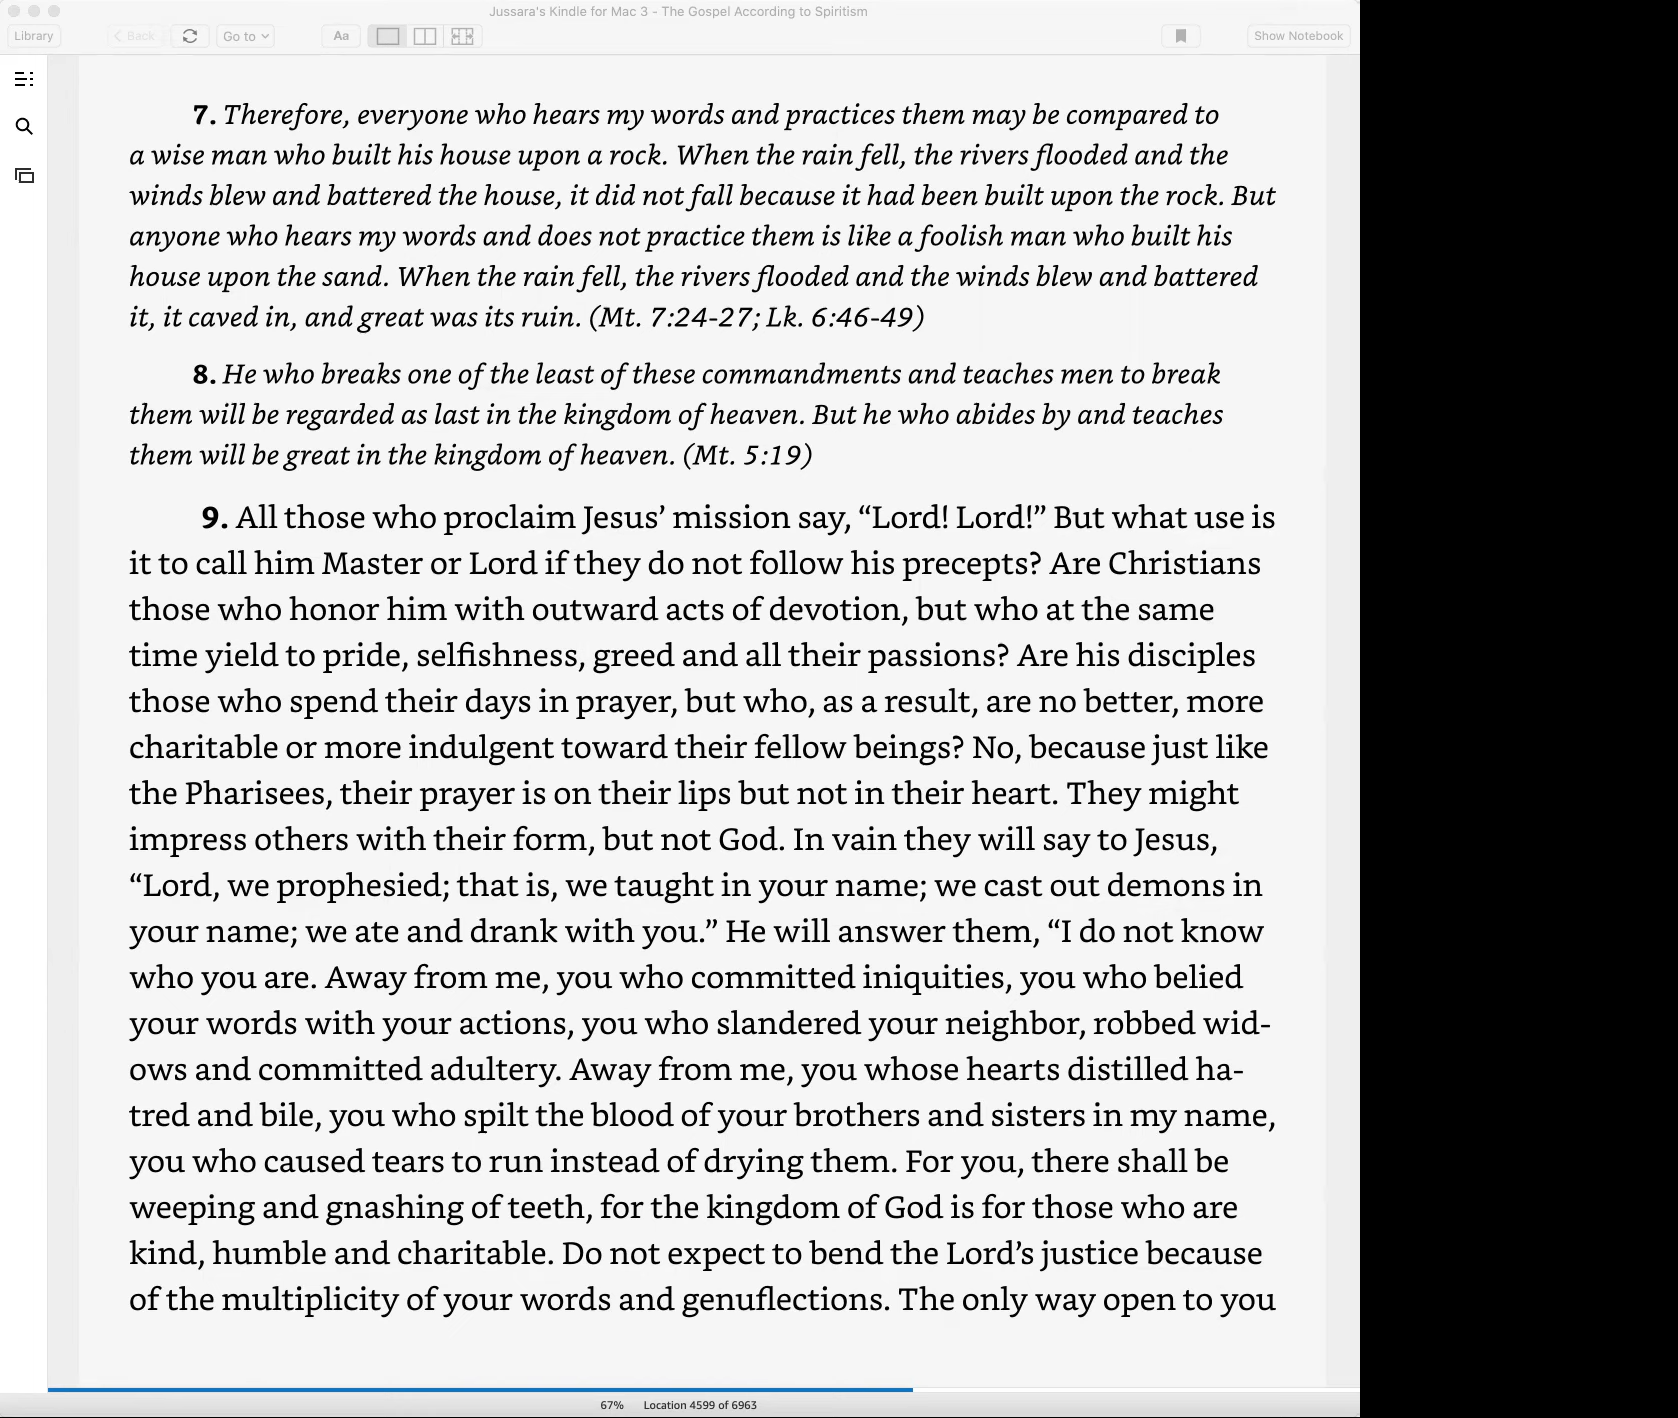 Jussara's Kindle for Mac 3 - The Gospel According to Spiritism
Library
Back
Go to
Aa
Show Notebook
7. Therefore, everyone who hears my words and practices them may be compared to
a wise man who built his house upon a rock. When the rain fell, the rivers flooded and the
winds blew and battered the house, it did not fall because it had been built upon the rock. But
anyone who hears my words and does not practice them is like a foolish man who built his
house upon the sand. When the rain fell, the rivers flooded and the winds blew and battered
it, it caved in, and great was its ruin. (Mt. 7:24-27; Lk. 6:46-49)
8. He who breaks one of the least of these commandments and teaches men to break
them will be regarded as last in the kingdom of heaven. But he who abides by and teaches
them will be great in the kingdom of heaven. (Mt. 5:19)
9. All those who proclaim Jesus’ mission say, “Lord! Lord!” But what use is
it to call him Master or Lord if they do not follow his precepts? Are Christians
those who honor him with outward acts of devotion, but who at the same
time yield to pride, selfishness, greed and all their passions? Are his disciples
those who spend their days in prayer, but who, as a result, are no better, more
charitable or more indulgent toward their fellow beings? No, because just like
the Pharisees, their prayer is on their lips but not in their heart. They might
impress others with their form, but not God. In vain they will say to Jesus,
“Lord, we prophesied; that is, we taught in your name; we cast out demons in
your name; we ate and drank with you.” He will answer them, “I do not know
who you are. Away from me, you who committed iniquities, you who belied
your words with your actions, you who slandered your neighbor, robbed wid-
ows and committed adultery. Away from me, you whose hearts distilled ha-
tred and bile, you who spilt the blood of your brothers and sisters in my name,
you who caused tears to run instead of drying them. For you, there shall be
weeping and gnashing of teeth, for the kingdom of God is for those who are
kind, humble and charitable. Do not expect to bend the Lord’s justice because
of the multiplicity of your words and genuflections. The only way open to you
67% Location 4599 of 6963